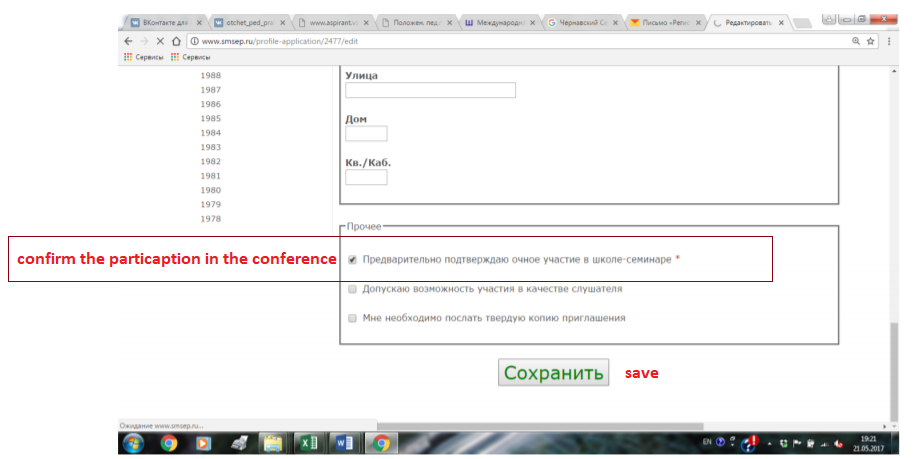 ВКонтакте для
otchet_ped_pra
www.aspirant.vc
Положен. пед.
Международно
Чернавский Се
Письмо «Регис
Редактировать
www.smsep.ru/profile-application/2477/edit
Сервисы Сервисы
1988
1987
1986
1985
1984
1983
1982
1981
1980
1979
1978
Улица
Дом
Кв./Каб.
Прочее
confirm the particaption in the conference
Предварительно подтверждаю очное участие в школе-семинаре *
Допускаю возможность участия в качестве слушателя
Мне необходимо послать твердую копию приглашения
Сохранить save
Ожидание www.smsep.ru...
EN
19:21
21.05.2017